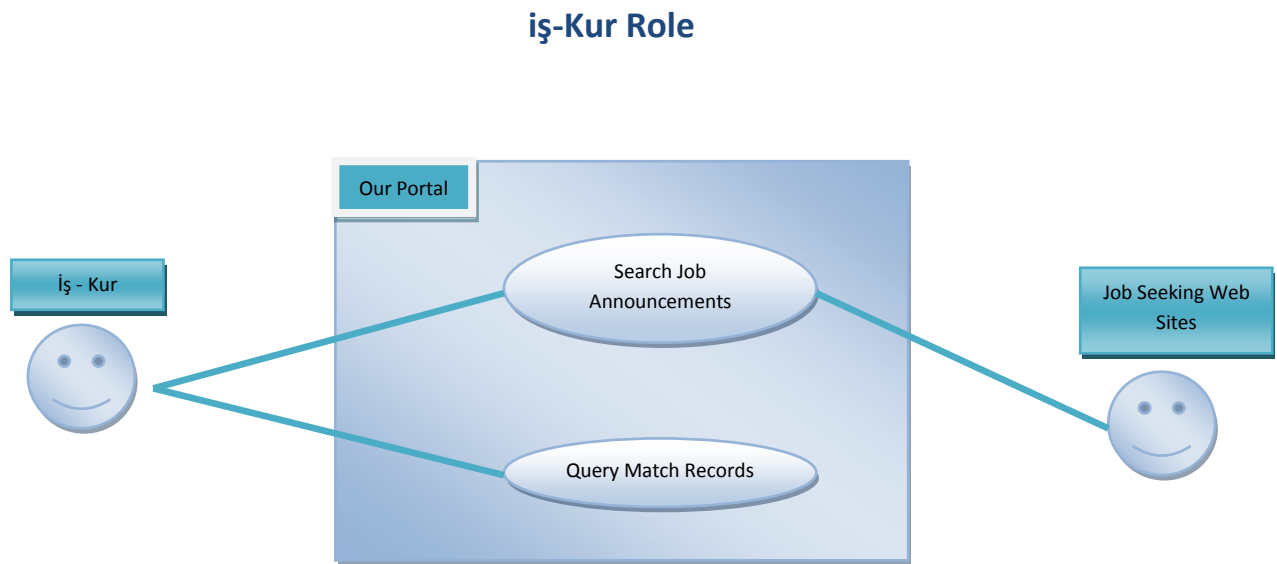 iş-Kur Role
Our Portal
İş - Kur
Search Job
Announcements
Job Seeking Web
Sites
Query Match Records